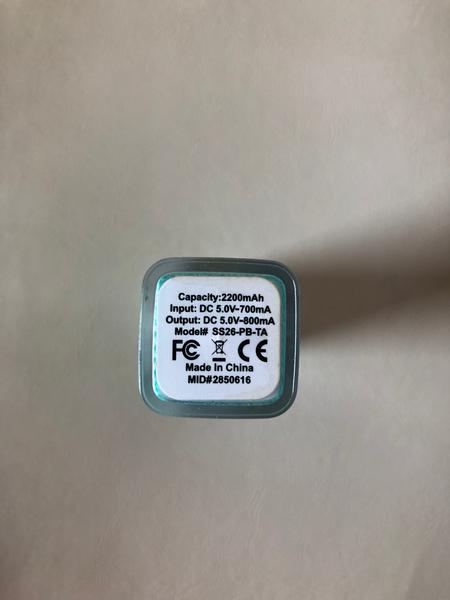 Capacity:2200mAh
Input: DC 5.0V-700mA
Output: DC 5.0V-800mA
Model# SS26-PB-TA
FC CE
Made In China
MID#2850616